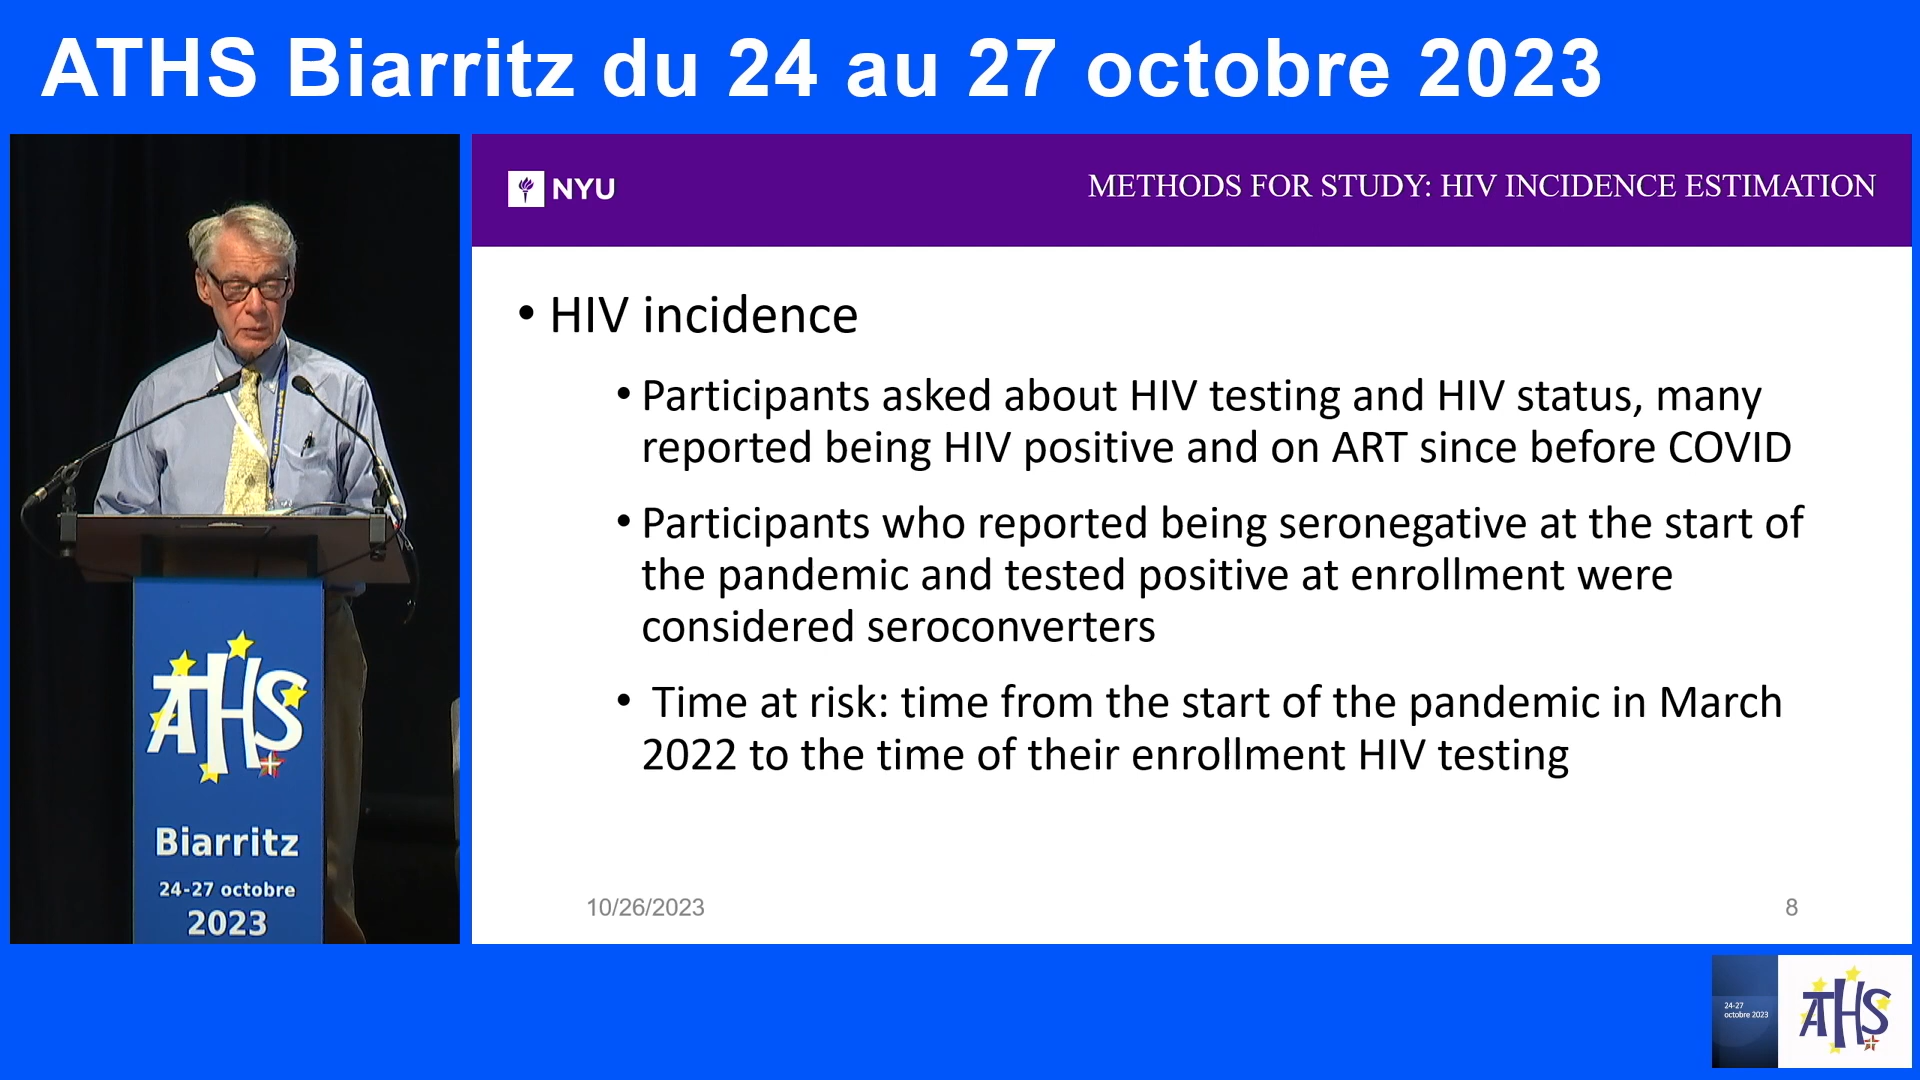 ATHS Biarritz du 24 au 27 octobre 2023
NYU
METHODS FOR STUDY: HIV INCIDENCE ESTIMATION
• HIV incidence
• Participants asked about HIV testing and HIV status, many
reported being HIV positive and on ART since before COVID
• Participants who reported being seronegative at the start of
the pandemic and tested positive at enrollment were
considered seroconverters
• Time at risk: time from the start of the pandemic in March
2022 to the time of their enrollment HIV testing
10/26/2023
8
ATHS
Biarritz
24-27 octobre
2023
24-27
octobre 2023
ATHS